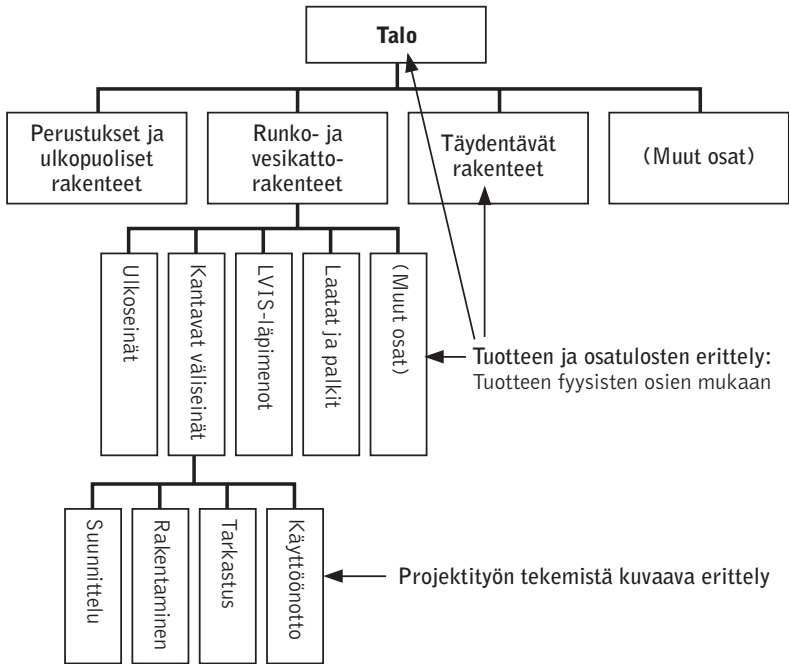 Talo
Perustukset ja
ulkopuoliset
rakenteet
Runko- ja
vesikatto-
rakenteet
Täydentävät
rakenteet
(Muut osat)
Ulkoseinät
Kantavat väliseinät
LVIS-läpimenot
Laatat ja palkit
(Muut osat)
Tuotteen ja osatulosten erittely:
Tuotteen fyysisten osien mukaan
Suunnittelu
Rakentaminen
Tarkastus
Käyttöönotto
Projektityön tekemistä kuvaava erittely